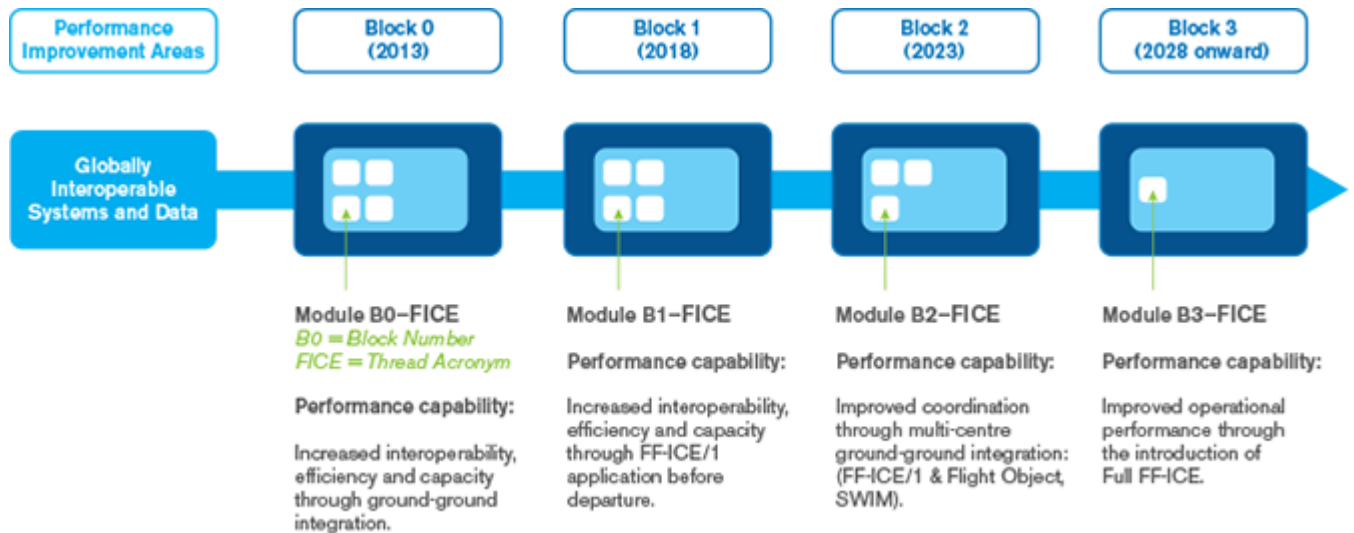 Performance
Improvement Areas
Block 0
(2013)
Block 1
(2018)
Block 2
(2023)
Block 3
(2028 onward)
Globally
Interoperable
Systems and Data
Module B0–FICE
B0 = Block Number
FICE = Thread Acronym
Performance capability:
Increased interoperability,
efficiency and capacity
through ground-ground
integration.
Module B1–FICE
Performance capability:
Increased interoperability,
efficiency and capacity
through FF-ICE/1
application before
departure.
Module B2–FICE
Performance capability:
Improved coordination
through multi-centre
ground-ground integration:
(FF-ICE/1 & Flight Object,
SWIM).
Module B3–FICE
Performance capability:
Improved operational
performance through
the introduction of
Full FF-ICE.